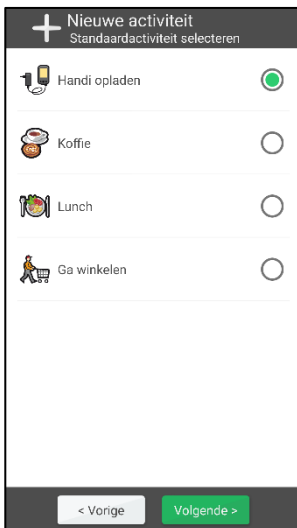 Nieuwe activiteit
Standaardactiviteit selecteren
Handi opladen
Koffie
Lunch
Ga winkelen
< Vorige
Volgende >